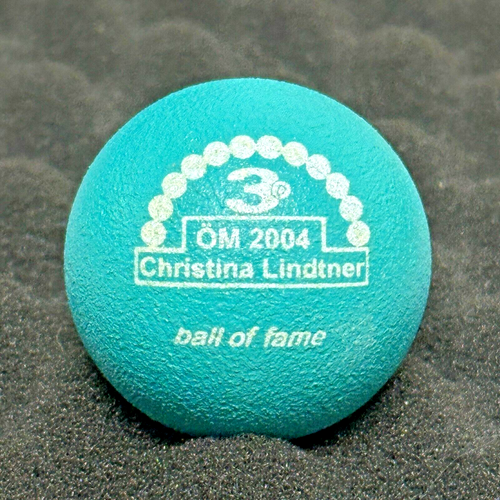 3©
ÖM 2004
Christina Lindtner
ball of fame